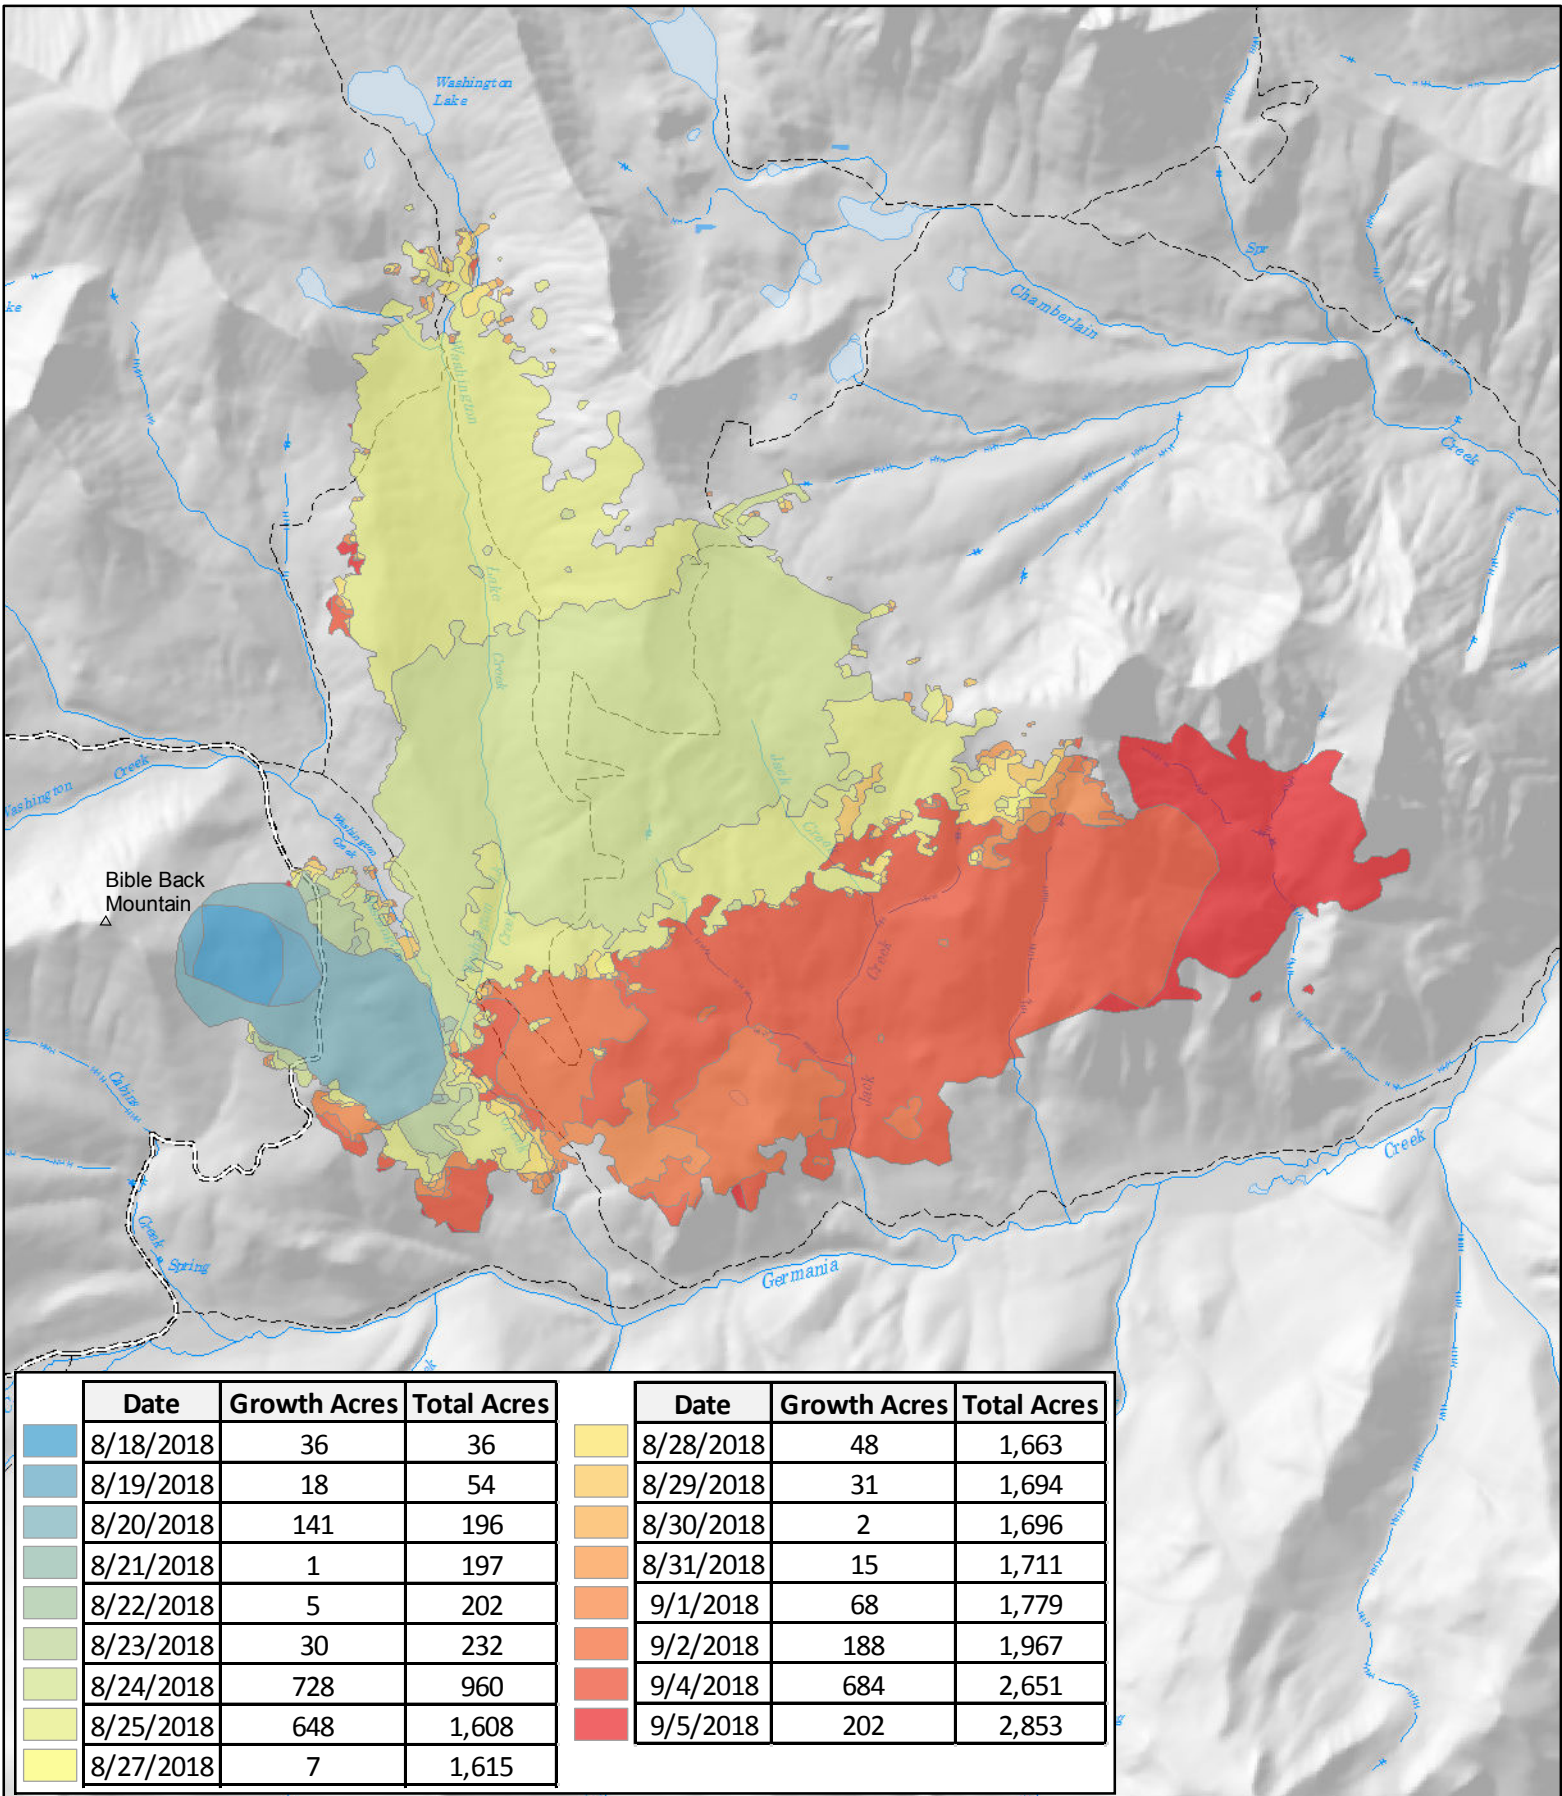 Washington
Lake
Spr
ke
Chamberlain
Washington
Creek
Lake
Creek
Jack
Creek
Washington
Creek
Washington
Creek
Bible Back
Mountain
Creek
Jack
Cabins
Creek
Creek
Spring
Germania
Date Growth Acres Total Acres
8/18/2018 36 36
8/19/2018 18 54
8/20/2018 141 196
8/21/2018 1 197
8/22/2018 5 202
8/23/2018 30 232
8/24/2018 728 960
8/25/2018 648 1,608
8/27/2018 7 1,615
Date Growth Acres Total Acres
8/28/2018 48 1,663
8/29/2018 31 1,694
8/30/2018 2 1,696
8/31/2018 15 1,711
9/1/2018 68 1,779
9/2/2018 188 1,967
9/4/2018 684 2,651
9/5/2018 202 2,853